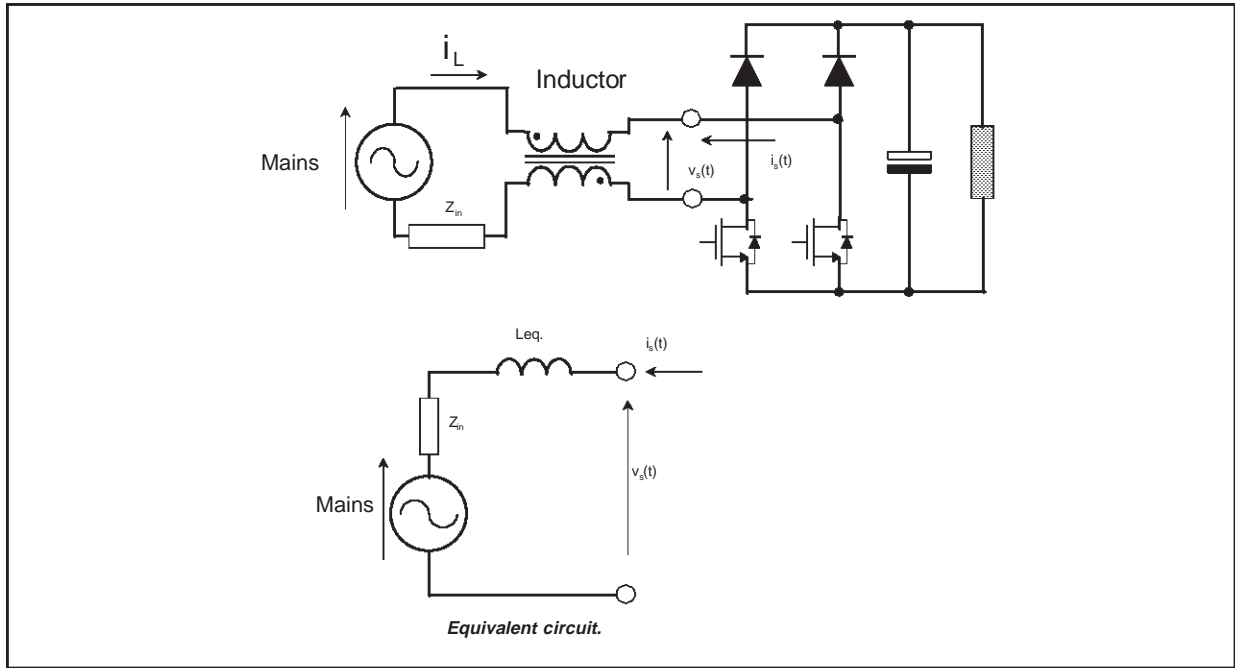 i_L
Inductor
Mains
v_s(t)
i_s(t)
Z_in
Leq.
i_s(t)
Z_in
v_s(t)
Mains
Equivalent circuit.